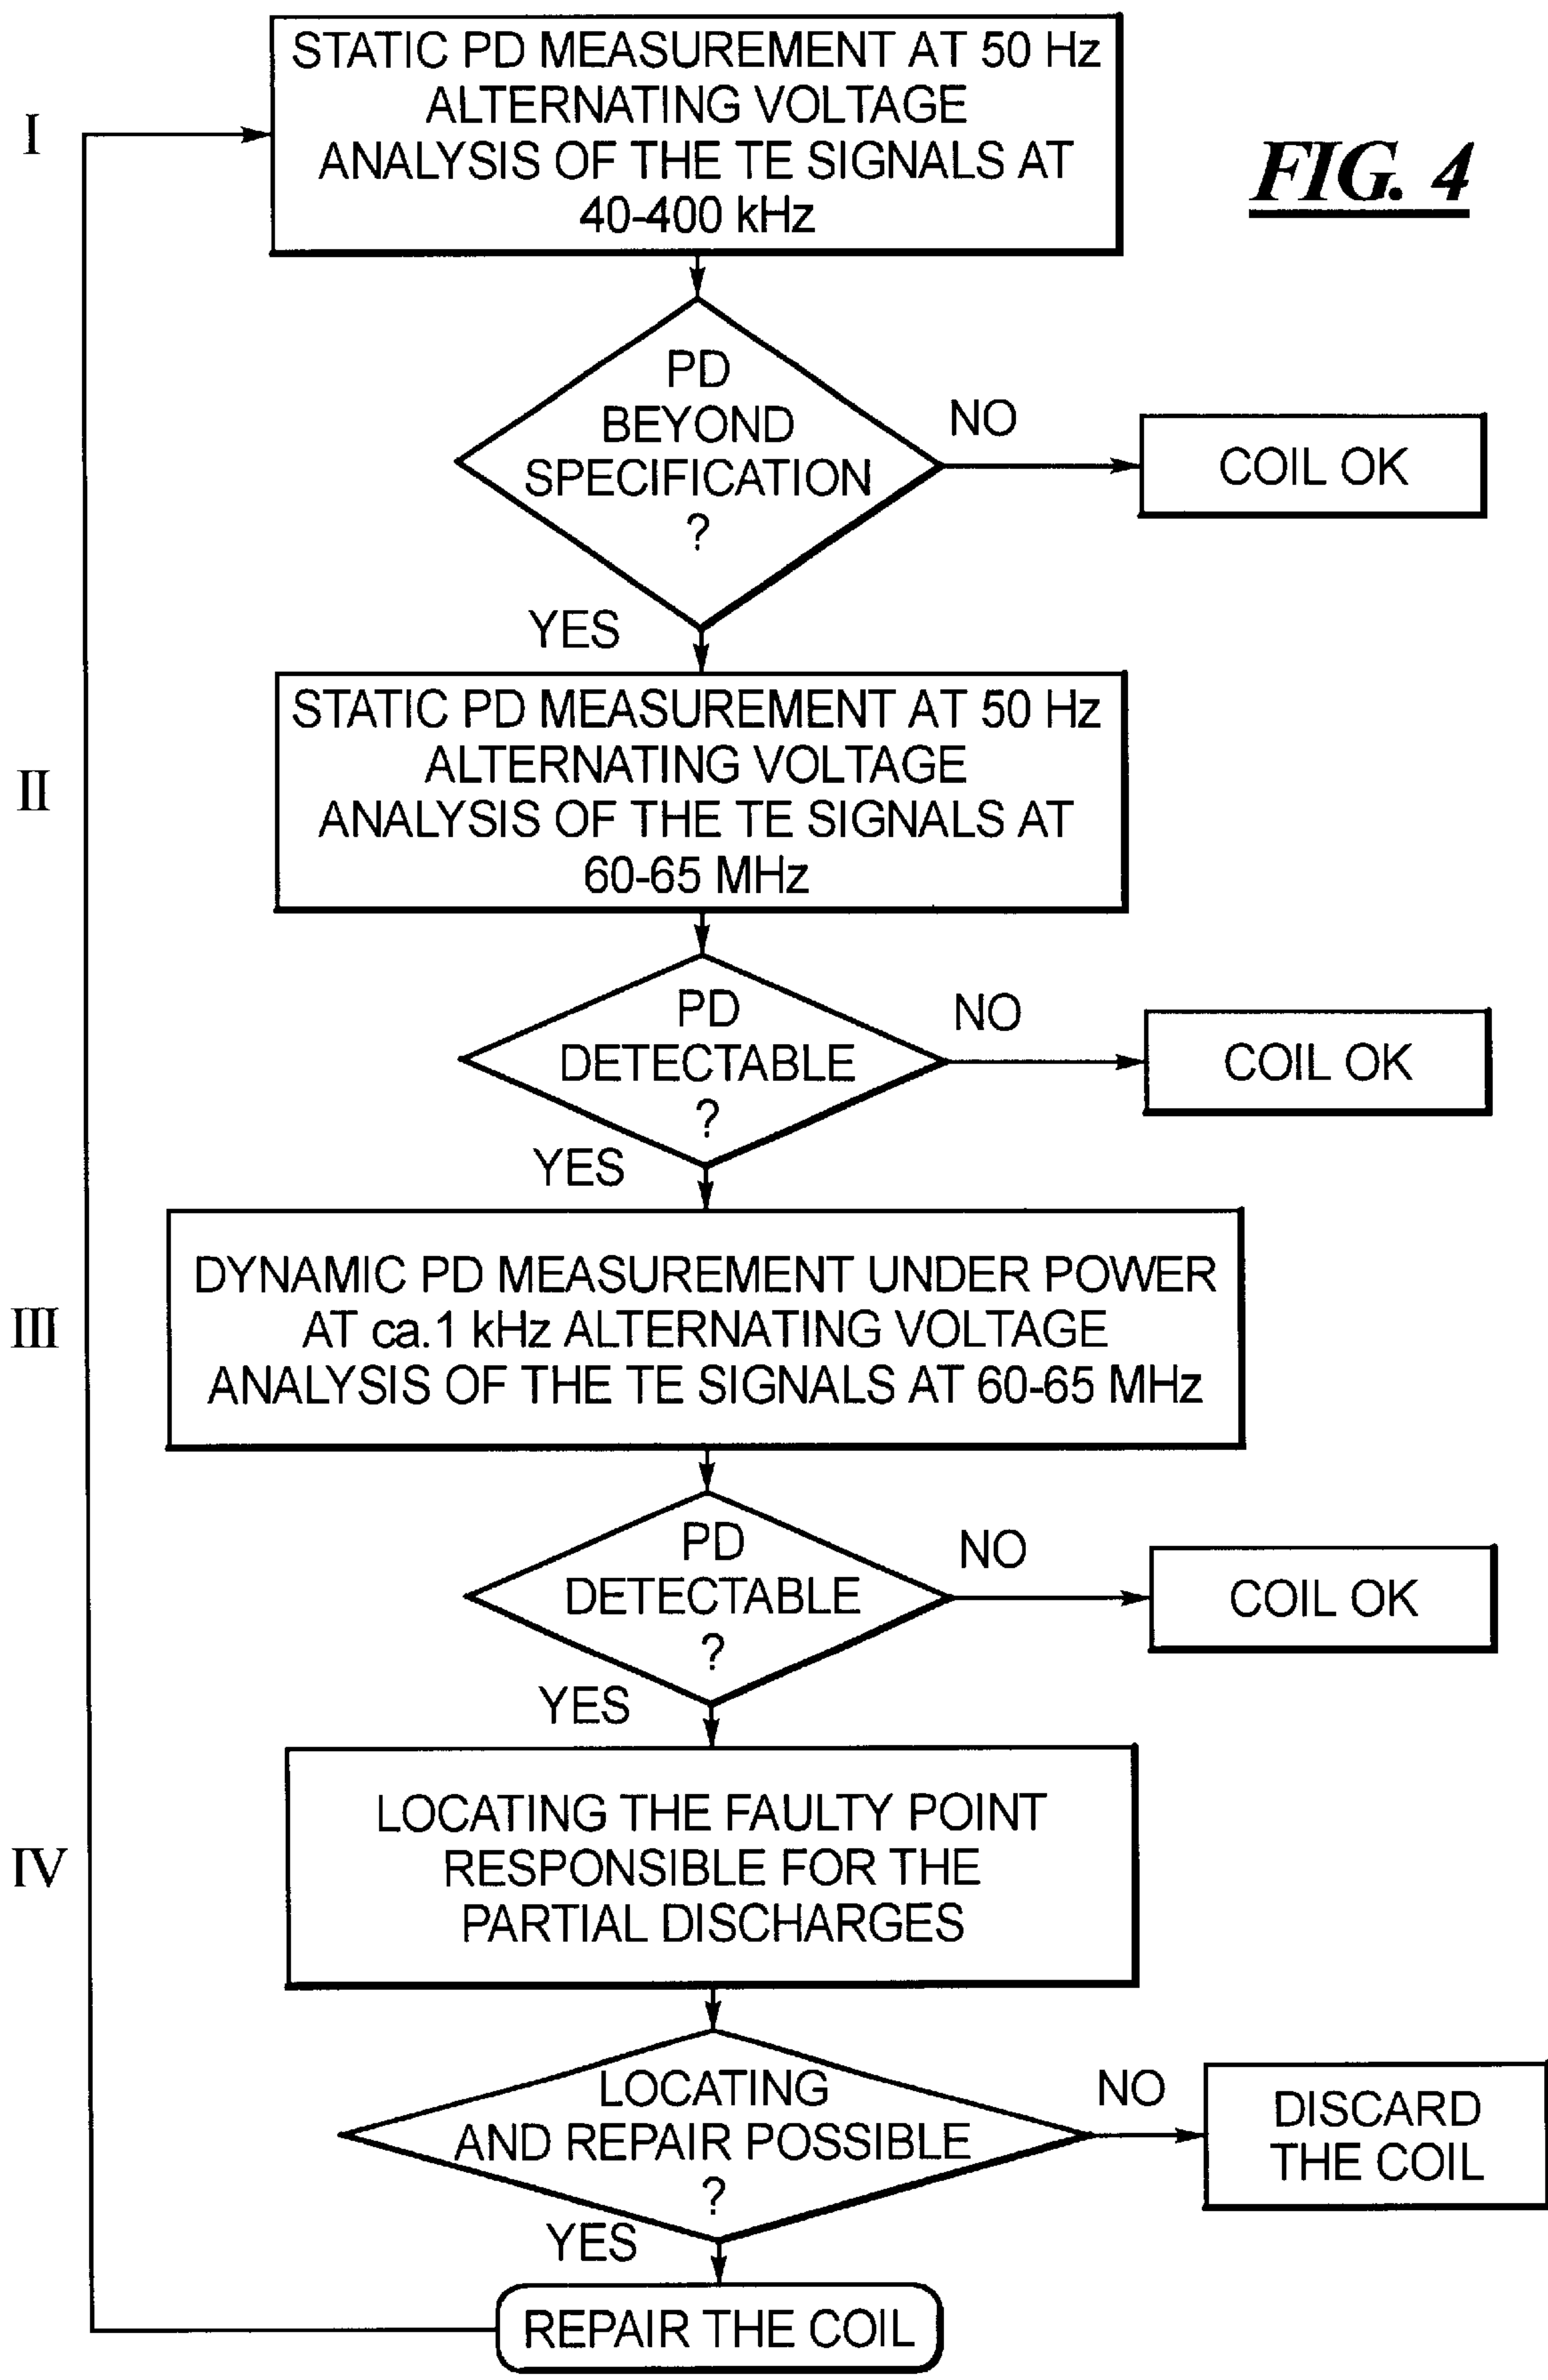 STATIC PD MEASUREMENT AT 50 Hz
ALTERNATING VOLTAGE
ANALYSIS OF THE TE SIGNALS AT
40-400 kHz
I
FIG. 4
PD
BEYOND
SPECIFICATION
?
NO
COIL OK
YES
STATIC PD MEASUREMENT AT 50 Hz
ALTERNATING VOLTAGE
ANALYSIS OF THE TE SIGNALS AT
60-65 MHz
II
PD
DETECTABLE
?
NO
COIL OK
YES
DYNAMIC PD MEASUREMENT UNDER POWER
AT ca.1 kHz ALTERNATING VOLTAGE
ANALYSIS OF THE TE SIGNALS AT 60-65 MHz
III
PD
DETECTABLE
?
NO
COIL OK
YES
LOCATING THE FAULTY POINT
RESPONSIBLE FOR THE
PARTIAL DISCHARGES
IV
LOCATING
AND REPAIR POSSIBLE
?
NO
DISCARD
THE COIL
YES
REPAIR THE COIL